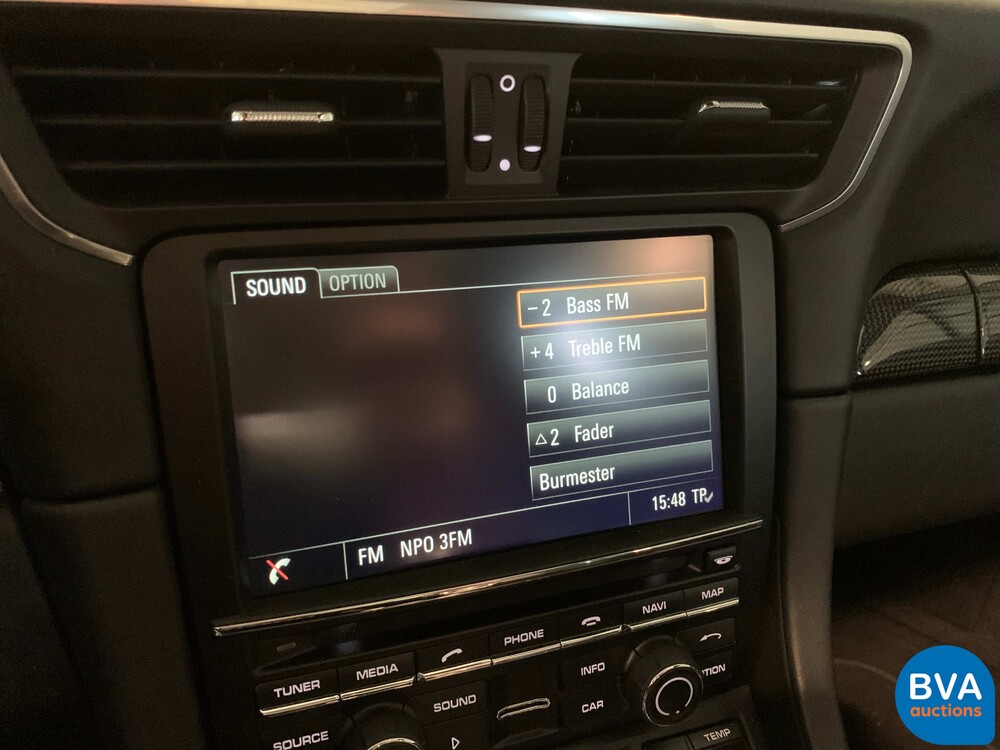 SOUND OPTION
− 2 Bass FM
+ 4 Treble FM
0 Balance
△ 2 Fader
Burmester
FM NPO 3FM
15:48 TP
MAP
NAVI
PHONE
MEDIA
TUNER
INFO
SOUND
CAR
SOURCE
TEMP
BVA
auctions